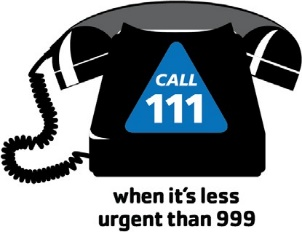 CALL
111
when it's less
urgent than 999